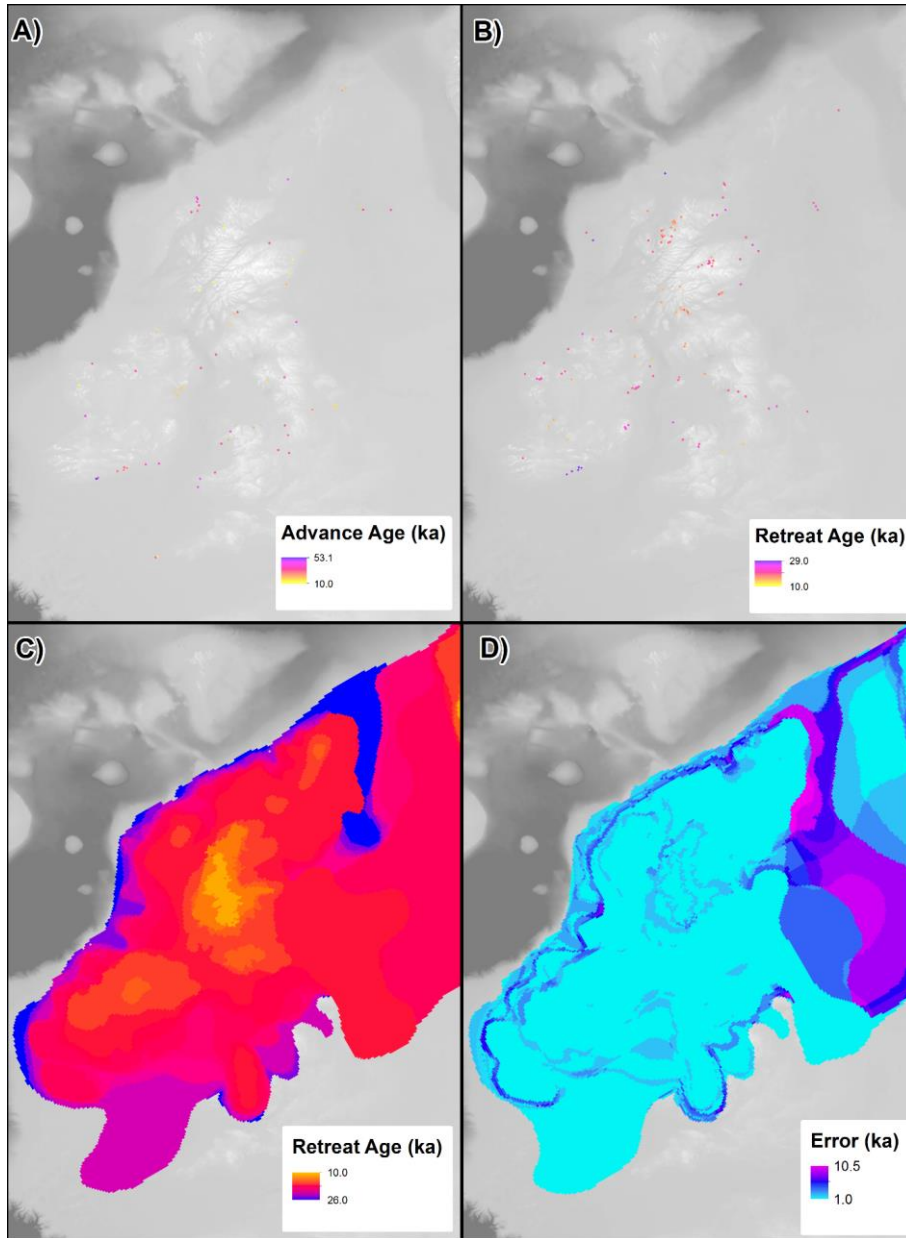 A)
B)
Advance Age (ka)
53.1
10.0
Retreat Age (ka)
29.0
10.0
C)
D)
Retreat Age (ka)
10.0
26.0
Error (ka)
10.5
1.0